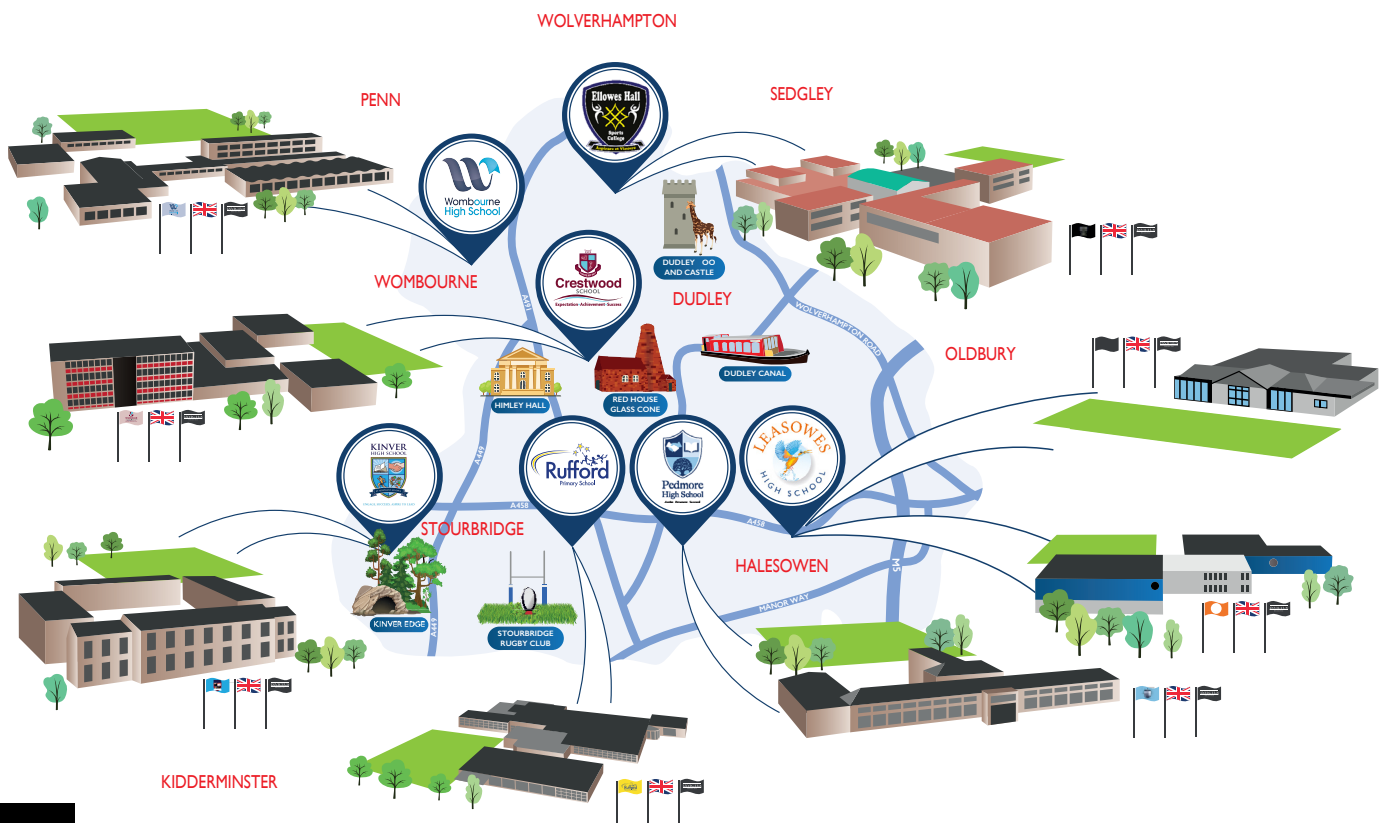 WOLVERHAMPTON
PENN
SEDGLEY
Ellowes Hall
Sports
College
Wombourne
High School
DUDLEY OO
AND CASTLE
WOMBOURNE
Crestwood
SCHOOL
Expectation-Achievement-Success
DUDLEY
A491
WOLVERHAMPTON ROAD
OLDBURY
DUDLEY CANAL
HIMLEY HALL
RED HOUSE
GLASS CONE
KINVER
HIGH SCHOOL
A449
Rufford
Primary School
Pedmore
High School
LEASOWES
HIGH SCHOOL
A458
A458
STOURBRIDGE
HALESOWEN
M5
MANOR WAY
KINVER EDGE
A449
STOURBRIDGE
RUGBY CLUB
KIDDERMINSTER
Rufford